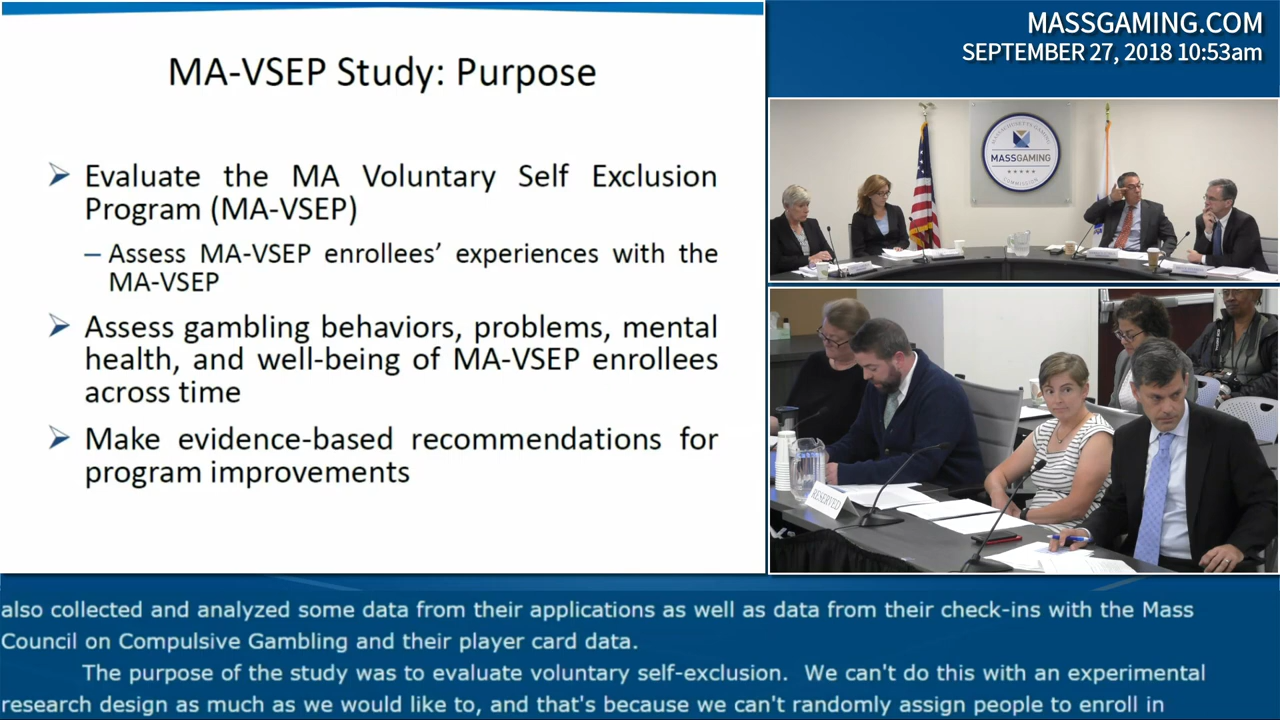 MA-VSEP Study: Purpose
Evaluate the MA Voluntary Self Exclusion
Program (MA-VSEP)
– Assess MA-VSEP enrollees’ experiences with the
MA-VSEP
Assess gambling behaviors, problems, mental
health, and well-being of MA-VSEP enrollees
across time
Make evidence-based recommendations for
program improvements
MASSGAMING.COM
SEPTEMBER 27, 2018 10:53am
MASSGAMING
RESERVED
also collected and analyzed some data from their applications as well as data from their check-ins with the Mass
Council on Compulsive Gambling and their player card data.
The purpose of the study was to evaluate voluntary self-exclusion.  We can't do this with an experimental
research design as much as we would like to, and that's because we can't randomly assign people to enroll in